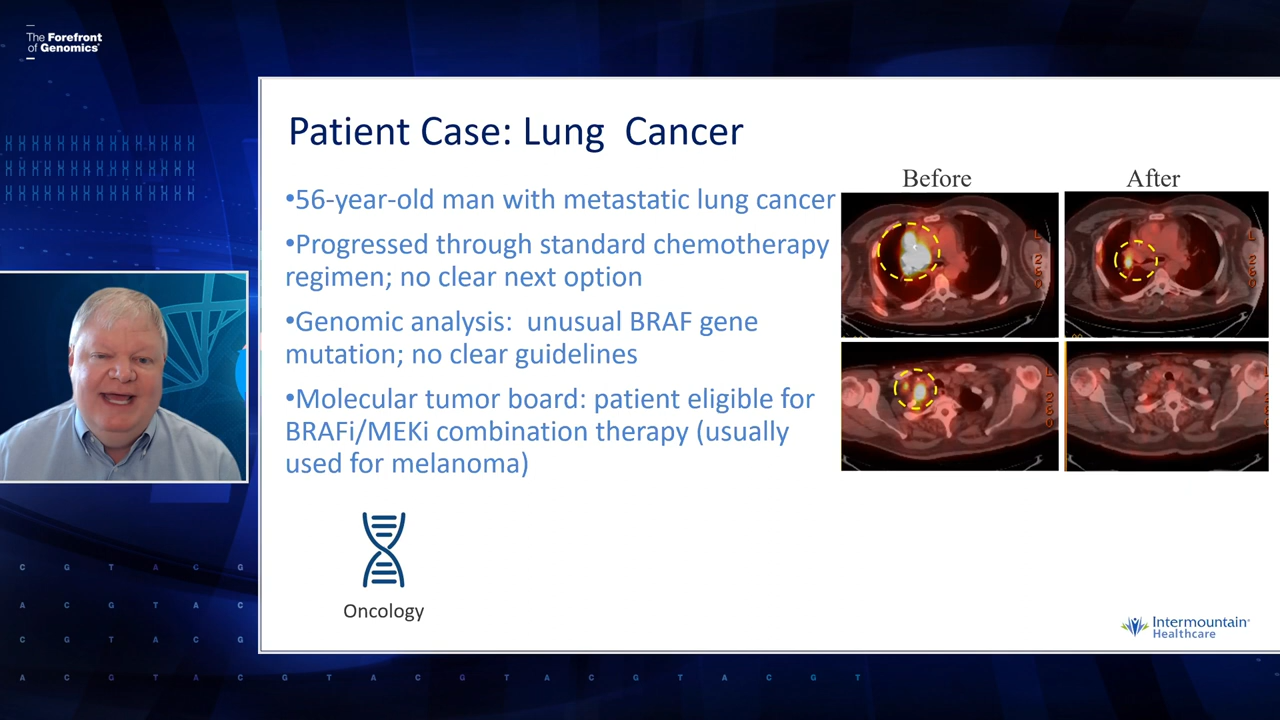 The Forefront
of Genomics®
Patient Case: Lung Cancer
•56-year-old man with metastatic lung cancer
•Progressed through standard chemotherapy
regimen; no clear next option
•Genomic analysis: unusual BRAF gene
mutation; no clear guidelines
•Molecular tumor board: patient eligible for
BRAFi/MEKi combination therapy (usually
used for melanoma)
Before
After
L
L
Oncology
Intermountain®
Healthcare
C G T A C G
A C G T A C
C G T A C G
A C G T A C G T A C G T A C G T A C G T